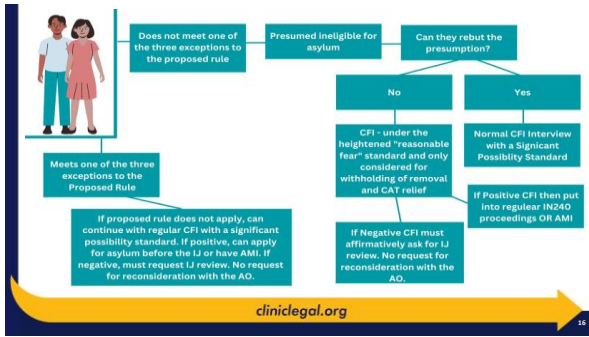 Does not meet one of
the three exceptions to
the proposed rule
Presumed ineligible for
asylum
Can they rebut the
presumption?
No
Yes
CFI - under the
heightened "reasonable
fear" standard and only
considered for
withholding of removal
and CAT relief
Normal CFI Interview
with a Signicant
Possiblity Standard
Meets one of the three
exceptions to the
Proposed Rule
If Positive CFI then put
into regulear IN240
proceedings OR AMI
If proposed rule does not apply, can
continue with regular CFI with a significant
possibility standard. If positive, can apply
for asylum before the IJ or have AMI. If
negative, must request IJ review. No request
for reconsideration with the AO.
If Negative CFI must
affirmatively ask for IJ
review. No request for
reconsideration with the
AO.
cliniclegal.org
16